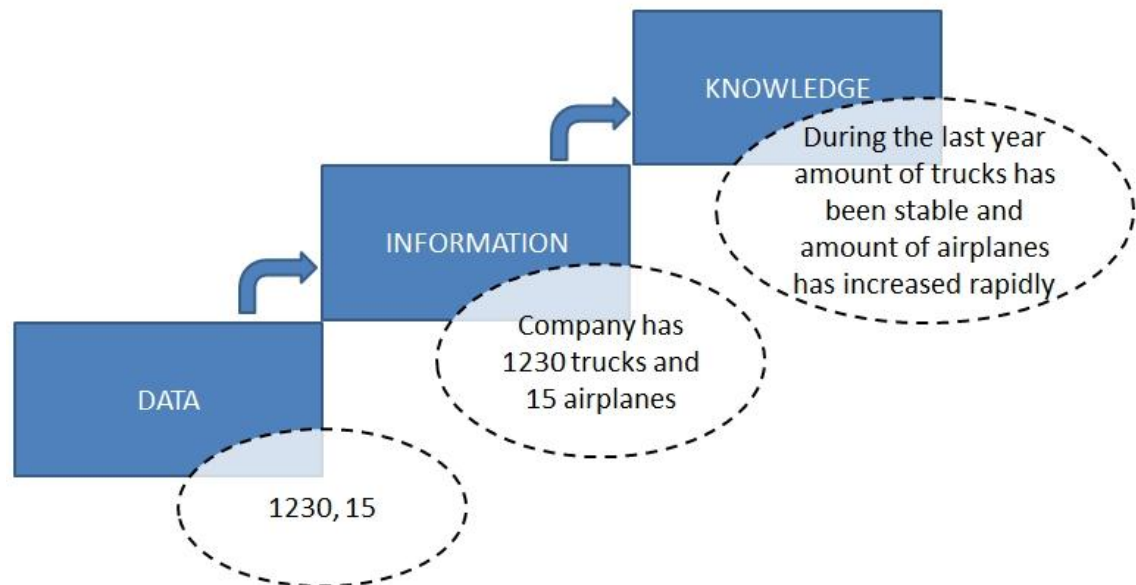 KNOWLEDGE
During the last year
amount of trucks has
been stable and
amount of airplanes
has increased rapidly
INFORMATION
Company has
1230 trucks and
15 airplanes
DATA
1230, 15